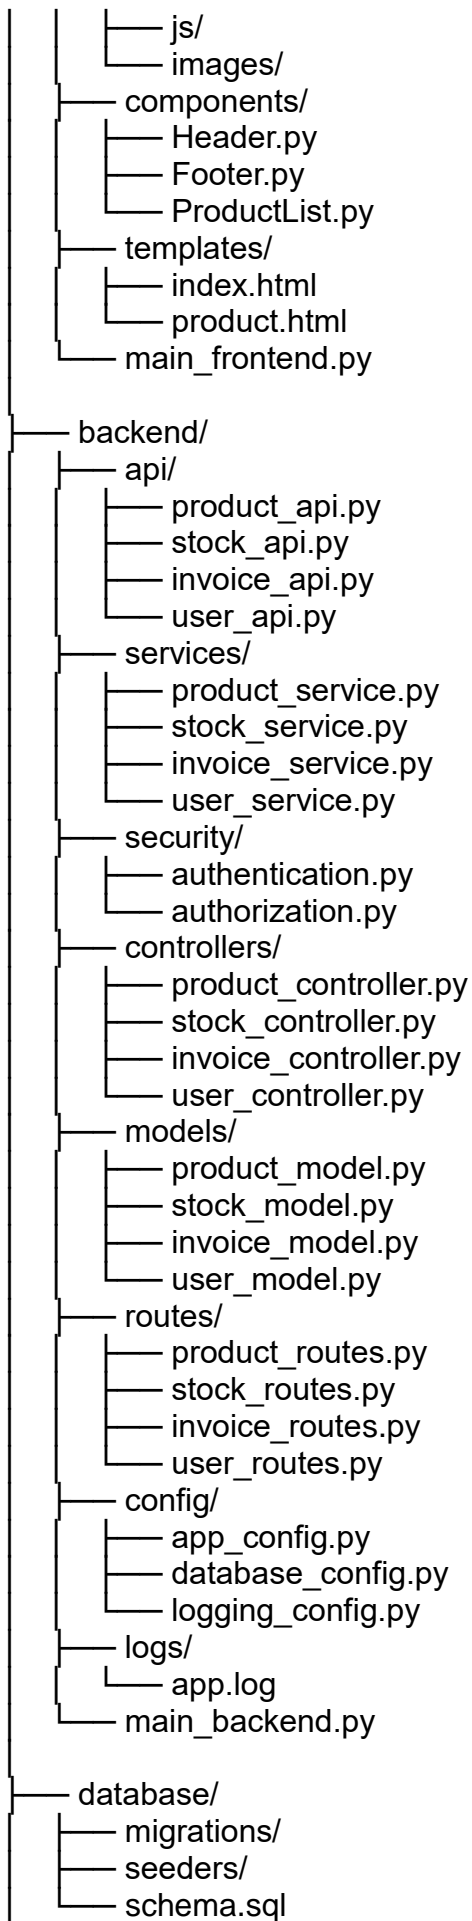 js/
images/
components/
Header.py
Footer.py
ProductList.py
templates/
index.html
product.html
main_frontend.py
backend/
api/
product_api.py
stock_api.py
invoice_api.py
user_api.py
services/
product_service.py
stock_service.py
invoice_service.py
user_service.py
security/
authentication.py
authorization.py
controllers/
product_controller.py
stock_controller.py
invoice_controller.py
user_controller.py
models/
product_model.py
stock_model.py
invoice_model.py
user_model.py
routes/
product_routes.py
stock_routes.py
invoice_routes.py
user_routes.py
config/
app_config.py
database_config.py
logging_config.py
logs/
app.log
main_backend.py
database/
migrations/
seeders/
schema.sql